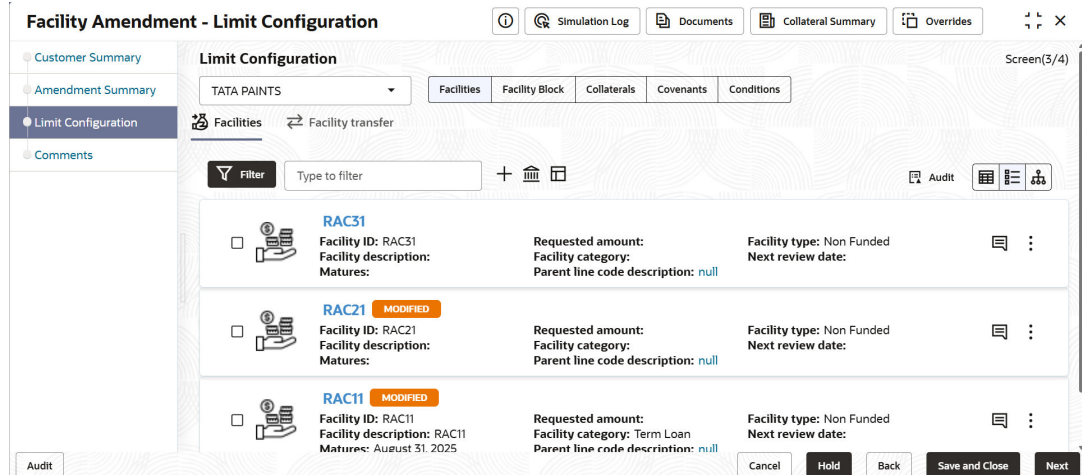 Facility Amendment - Limit Configuration
Simulation Log
Documents
Collateral Summary
Overrides
Customer Summary
Amendment Summary
Limit Configuration
Comments
Limit Configuration
Screen(3/4)
TATA PAINTS
Facilities
Facility Block
Collaterals
Covenants
Conditions
Facilities
Facility transfer
Filter
Type to filter
Audit
RAC31
Facility ID: RAC31 Requested amount: Facility type: Non Funded
Facility description: Facility category: Next review date:
Matures: Parent line code description: null
RAC21 MODIFIED
Facility ID: RAC21 Requested amount: Facility type: Non Funded
Facility description: Facility category: Next review date:
Matures: Parent line code description: null
RAC11 MODIFIED
Facility ID: RAC11 Requested amount: Facility type: Non Funded
Facility description: RAC11 Facility category: Term Loan Next review date:
Matures: August 31, 2025 Parent line code description: null
Audit
Cancel
Hold
Back
Save and Close
Next